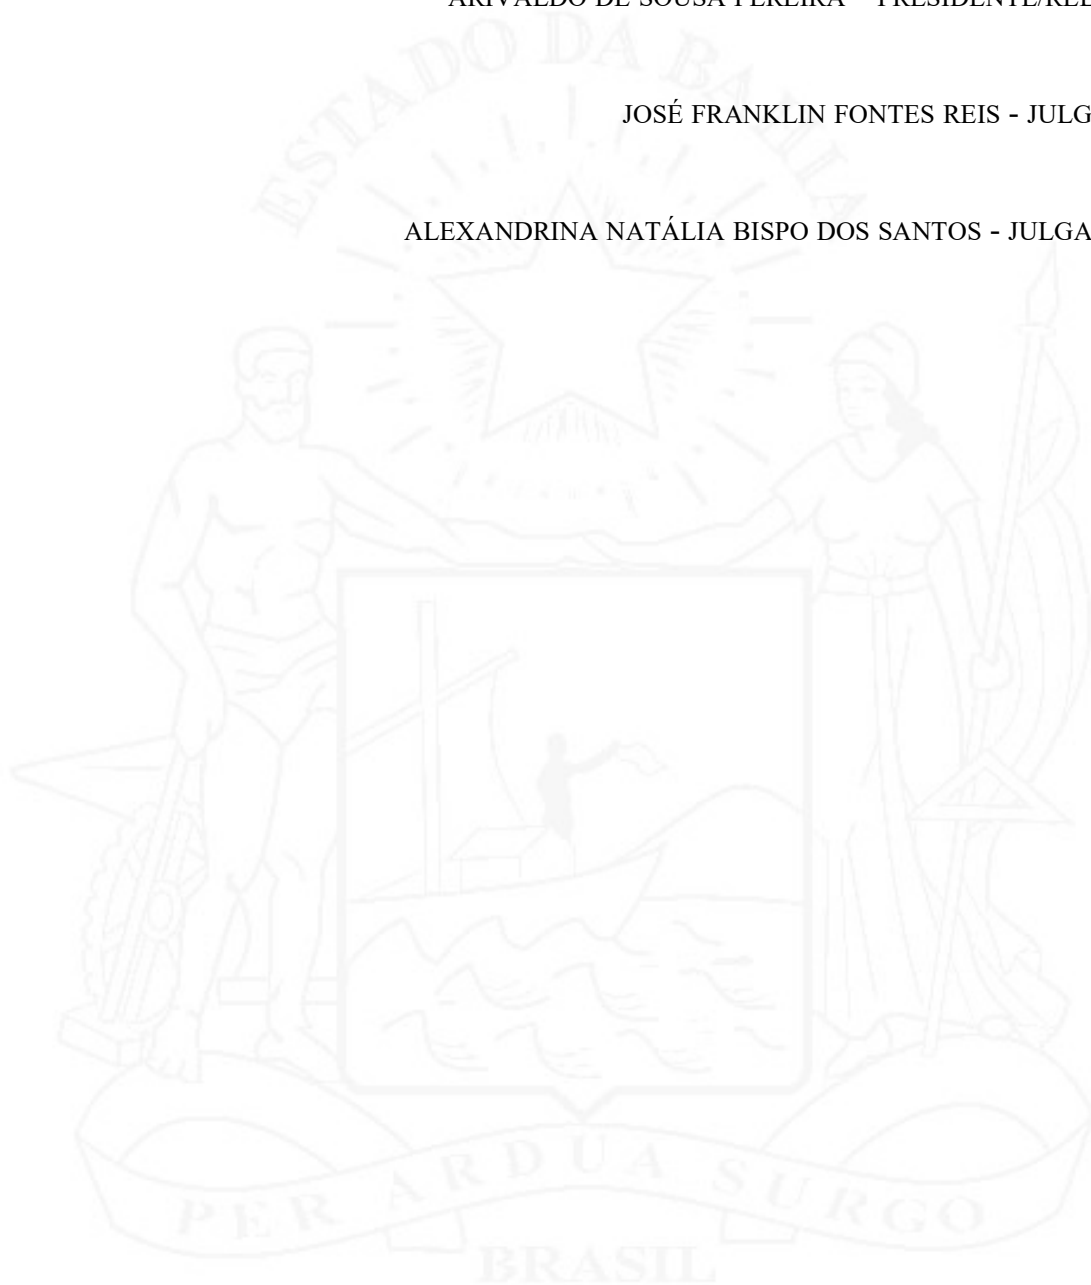 ARIVALDO DE SOUSA PEREIRA – PRESIDENTE/REL
JOSÉ FRANKLIN FONTES REIS - JULG
ALEXANDRINA NATÁLIA BISPO DOS SANTOS - JULGA
ESTADO DA BAHIA
PER ARDUA SURGO
BRASIL